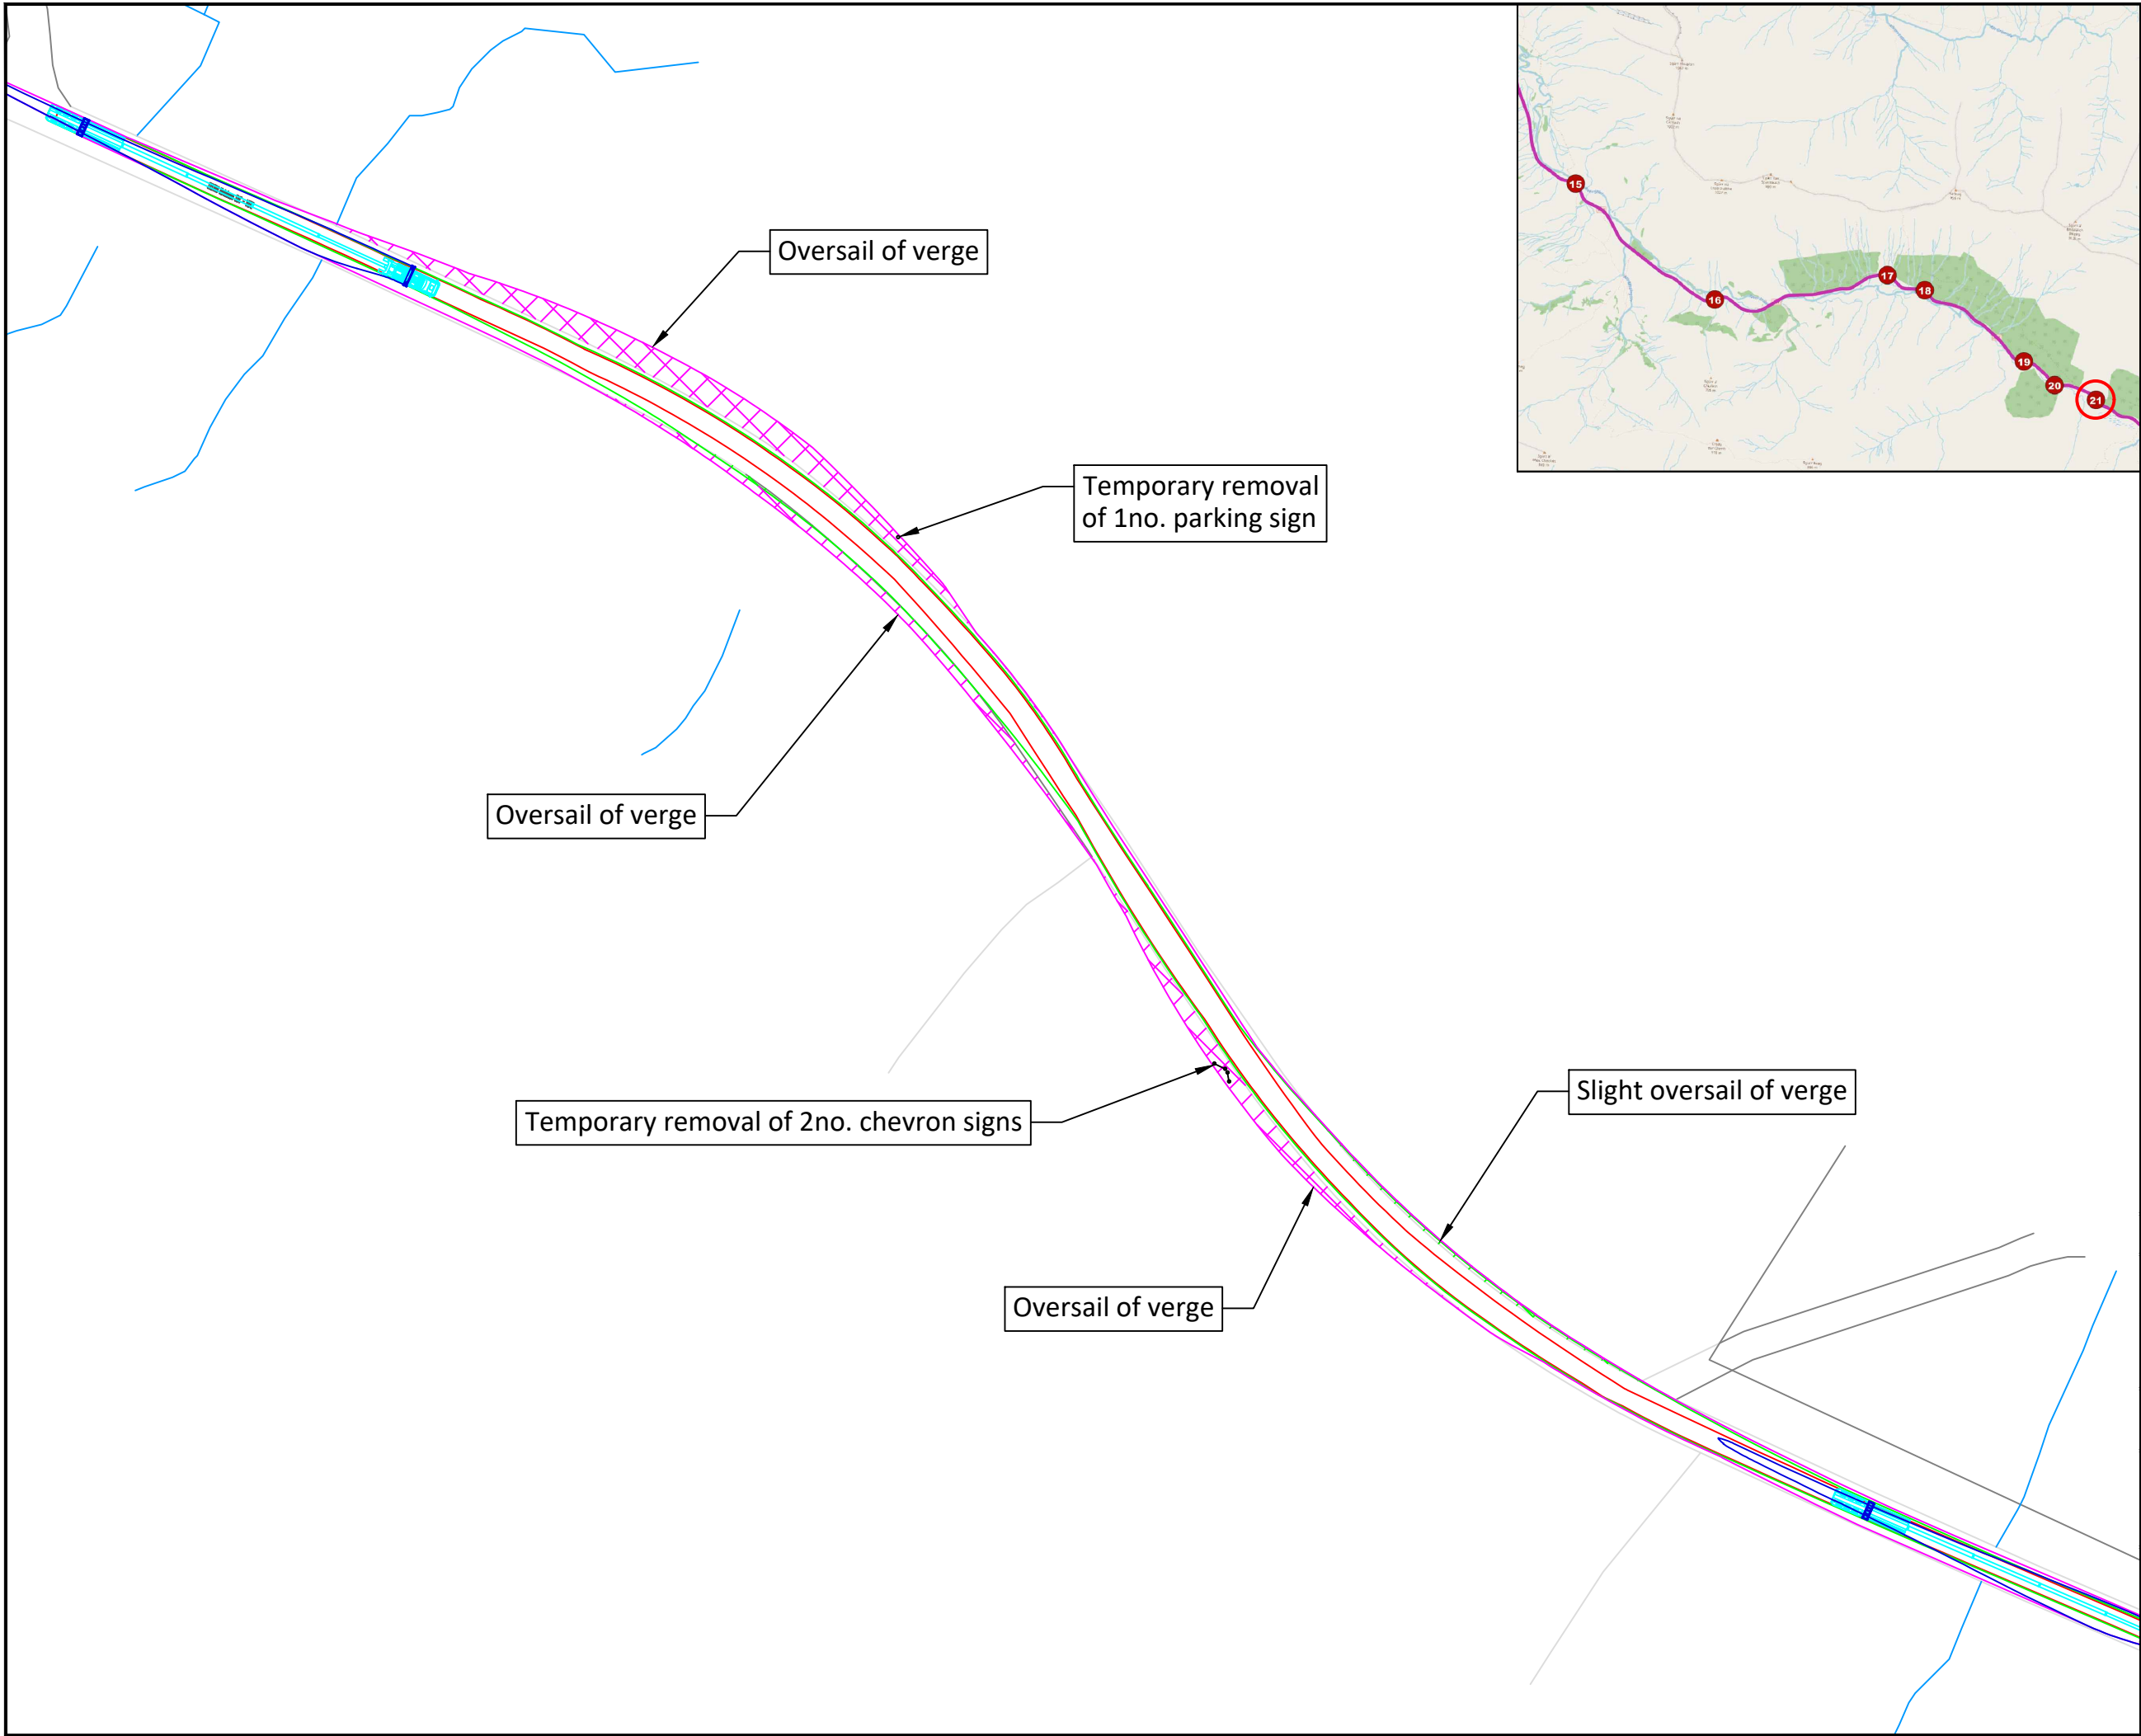 Oversail of verge
Temporary removal
of 1no. parking sign
Oversail of verge
Temporary removal of 2no. chevron signs
Slight oversail of verge
Oversail of verge
15
16
17
18
19
20
21